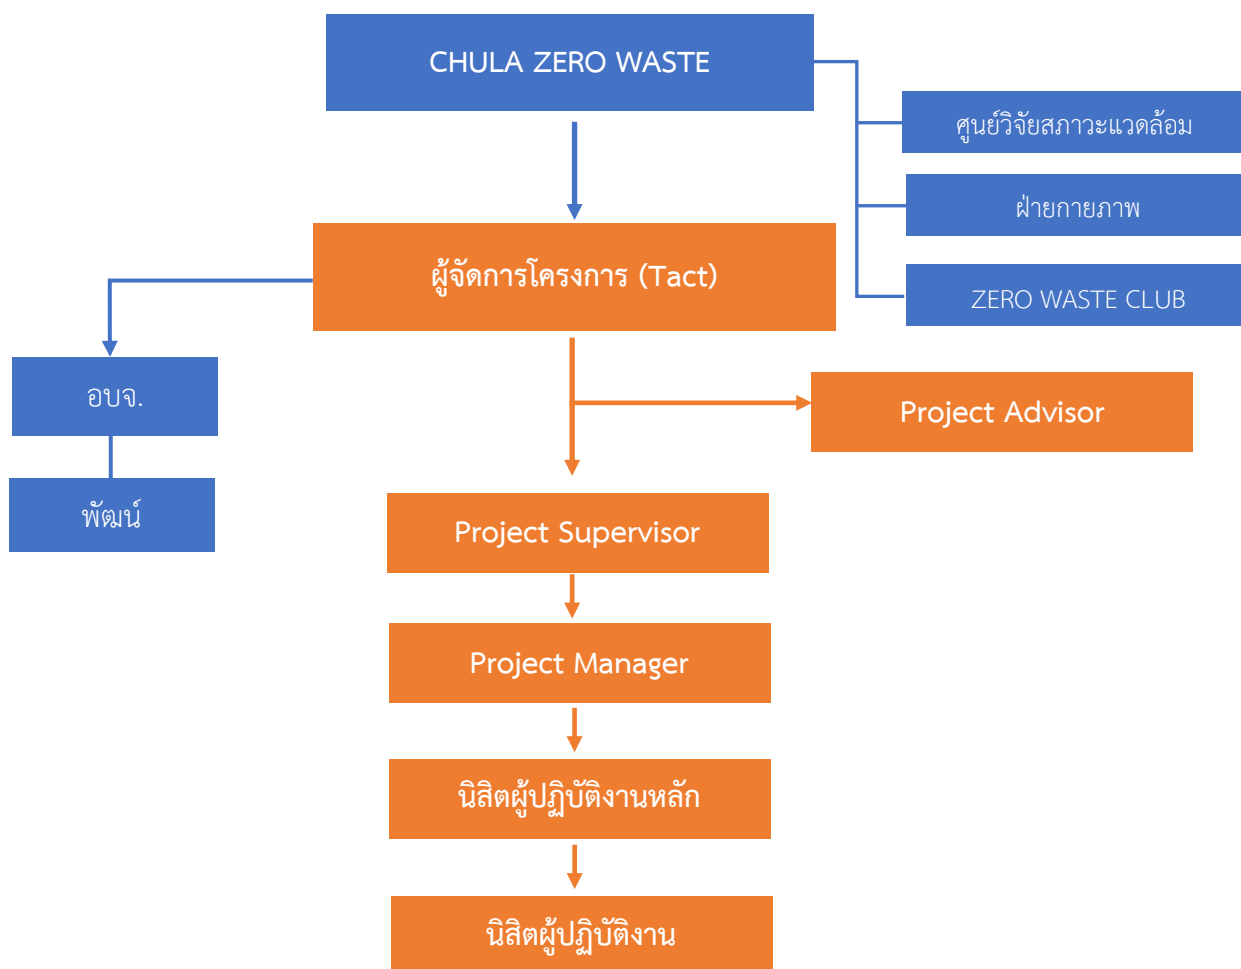 CHULA ZERO WASTE
ศูนย์วิจัยสภาวะแวดล้อม
ฝ่ายกายภาพ
ผู้จัดการโครงการ (Tact)
ZERO WASTE CLUB
อบจ.
Project Advisor
พัฒน์
Project Supervisor
Project Manager
นิสิตผู้ปฏิบัติงานหลัก
นิสิตผู้ปฏิบัติงาน